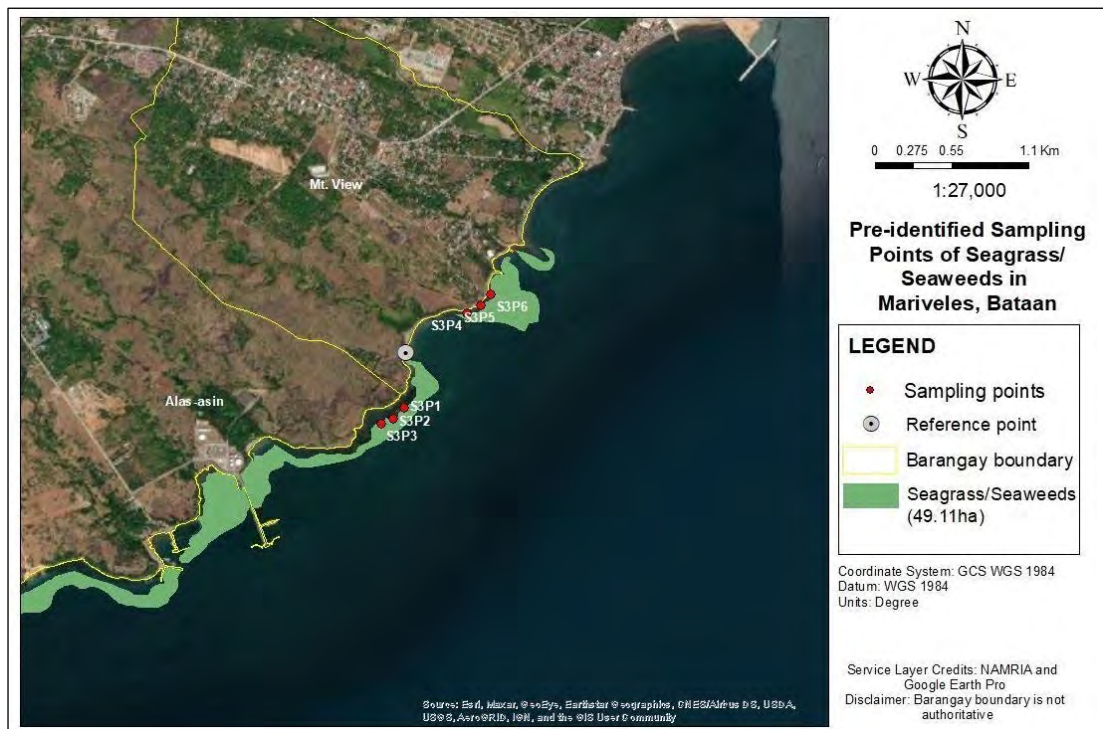 Mt. View
S3P6
S3P5
S3P4
S3P1
S3P2
S3P3
Alas-asin
Source: Esri, Maxar, GeoEye, Earthstar Geographics, CNES/Airbus DS, USDA,
USGS, AeroGRID, IGN, and the GIS User Community
N
W E
S
0 0.275 0.55 1.1 Km
1:27,000
Pre-identified Sampling
Points of Seagrass/
Seaweeds in
Mariveles, Bataan
LEGEND
Sampling points
Reference point
Barangay boundary
Seagrass/Seaweeds
(49.11ha)
Coordinate System: GCS WGS 1984
Datum: WGS 1984
Units: Degree
Service Layer Credits: NAMRIA and
Google Earth Pro
Disclaimer: Barangay boundary is not
authoritative